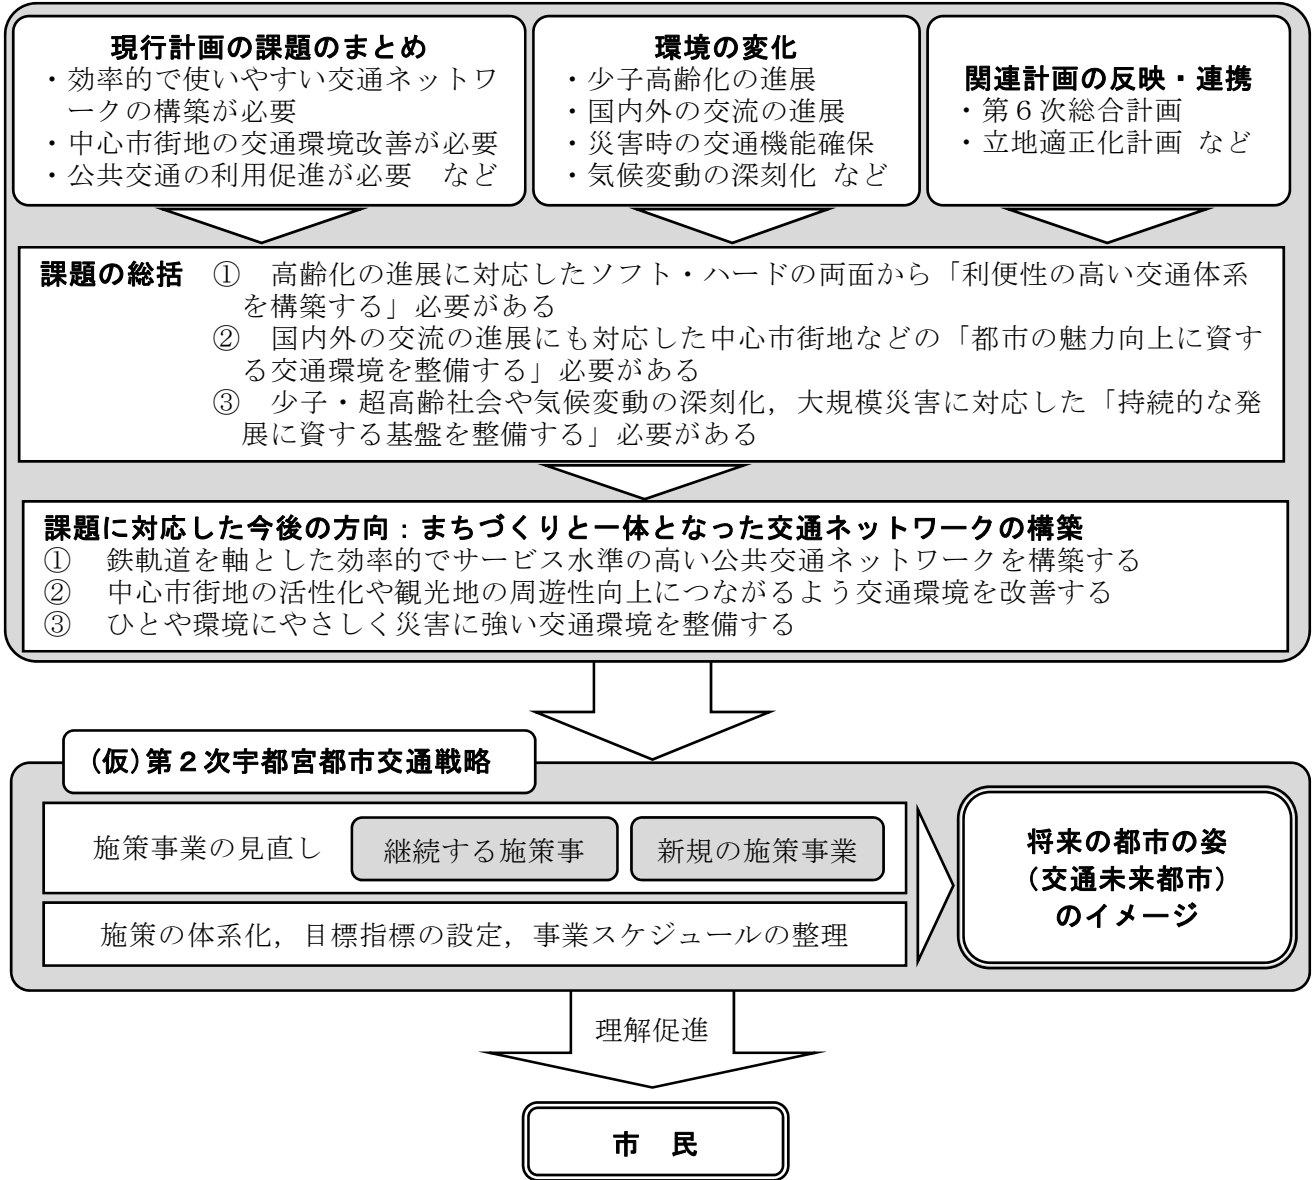 現行計画の課題のまとめ
・効率的で使いやすい交通ネットワ
ークの構築が必要
・中心市街地の交通環境改善が必要
・公共交通の利用促進が必要　など
環境の変化
・少子高齢化の進展
・国内外の交流の進展
・災害時の交通機能確保
・気候変動の深刻化 など
関連計画の反映・連携
・第６次総合計画
・立地適正化計画 など
課題の総括　①　高齢化の進展に対応したソフト・ハードの両面から「利便性の高い交通体系
を構築する」必要がある
②　国内外の交流の進展にも対応した中心市街地などの「都市の魅力向上に資す
る交通環境を整備する」必要がある
③　少子・超高齢社会や気候変動の深刻化，大規模災害に対応した「持続的な発
展に資する基盤を整備する」必要がある
課題に対応した今後の方向：まちづくりと一体となった交通ネットワークの構築
①　鉄軌道を軸とした効率的でサービス水準の高い公共交通ネットワークを構築する
②　中心市街地の活性化や観光地の周遊性向上につながるよう交通環境を改善する
③　ひとや環境にやさしく災害に強い交通環境を整備する
(仮)第２次宇都宮都市交通戦略
施策事業の見直し　継続する施策事　新規の施策事業
施策の体系化，目標指標の設定，事業スケジュールの整理
将来の都市の姿
（交通未来都市）
のイメージ
理解促進
市　民